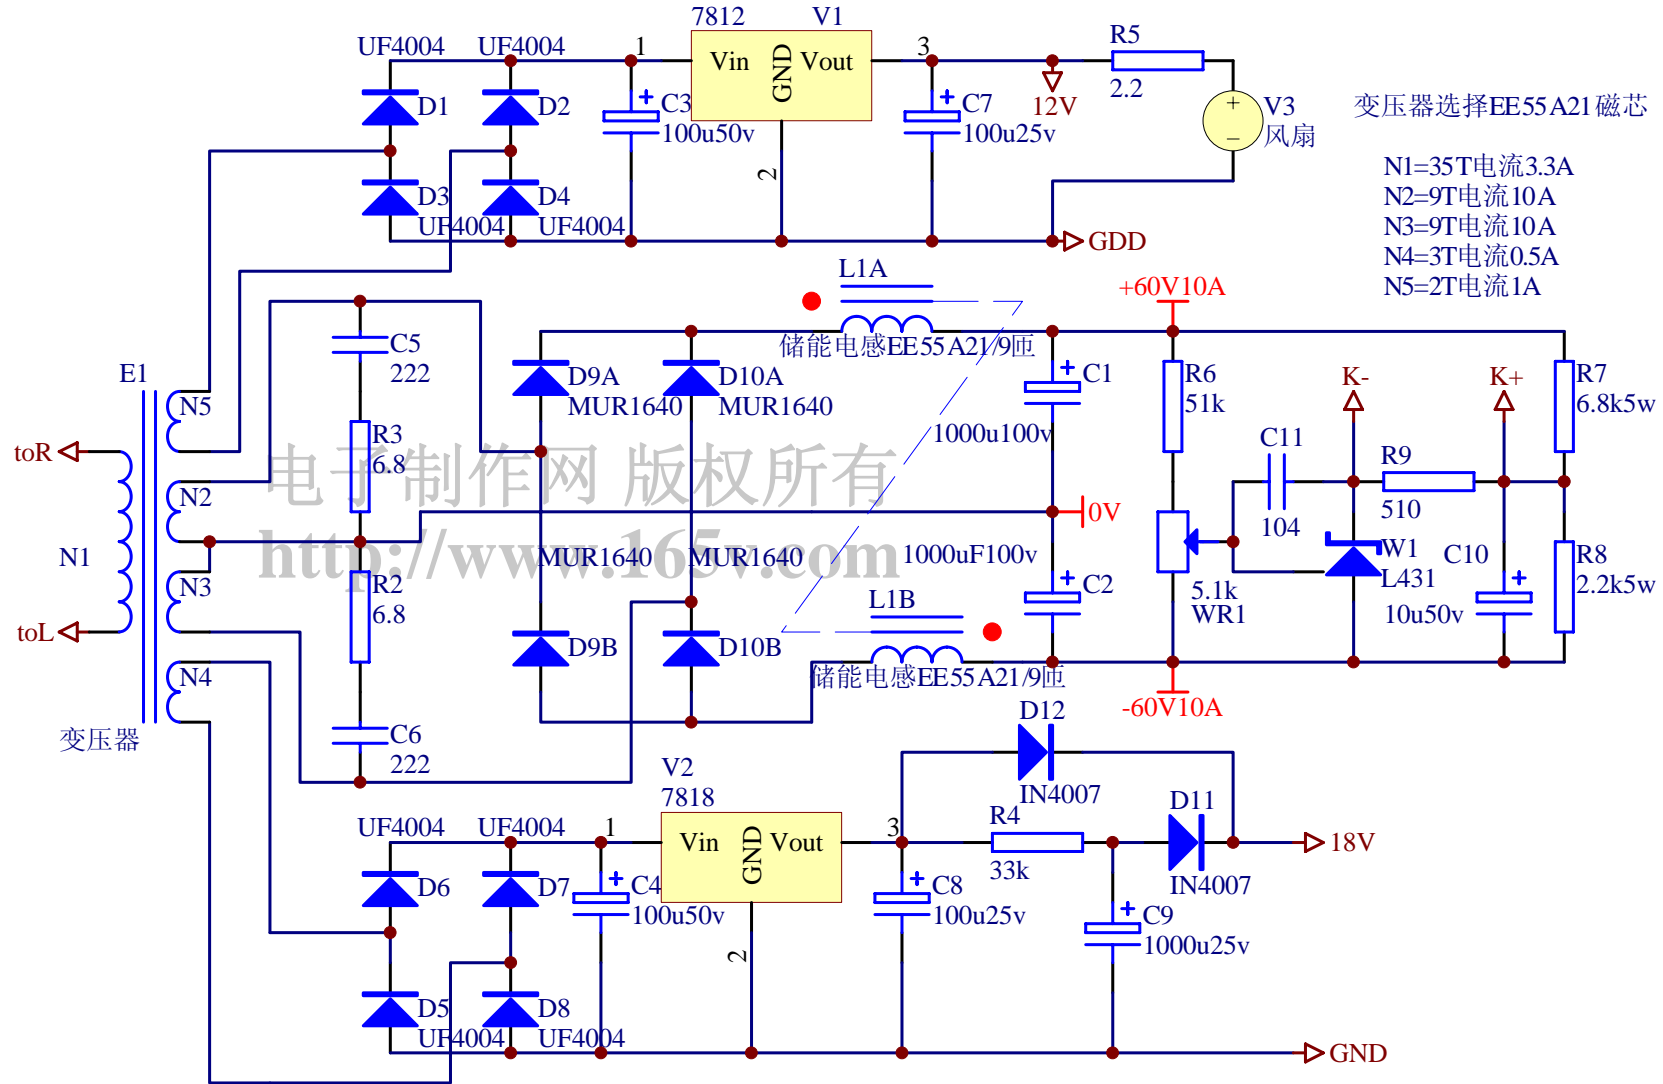 7812
V1
UF4004
UF4004
1
Vin
GND
Vout
3
R5
2.2
D1
D2
C3
100u50v
C7
100u25v
12V
V3
风扇
变压器选择EE55A21磁芯
2
D3
D4
UF4004
UF4004
GDD
N1=35T电流3.3A
N2=9T电流10A
N3=9T电流10A
N4=3T电流0.5A
N5=2T电流1A
L1A
+60V10A
储能电感EE55A21/9匝
C5
222
E1
N5
D9A
MUR1640
D10A
MUR1640
C1
1000u100v
R6
51k
K-
K+
R7
6.8k5w
toR
R3
6.8
电子制作网 版权所有
C11
104
R9
510
N2
0V
http://www.165v.com
N1
MUR1640
MUR1640
1000uF100v
W1
L431
C10
10u50v
R8
2.2k5w
N3
R2
6.8
C2
5.1k
WR1
toL
L1B
D9B
D10B
N4
储能电感EE55A21/9匝
-60V10A
变压器
C6
222
D12
IN4007
V2
7818
UF4004
UF4004
1
Vin
GND
Vout
3
R4
33k
D11
IN4007
18V
D6
D7
C4
100u50v
C8
100u25v
C9
1000u25v
2
D5
D8
UF4004
UF4004
GND